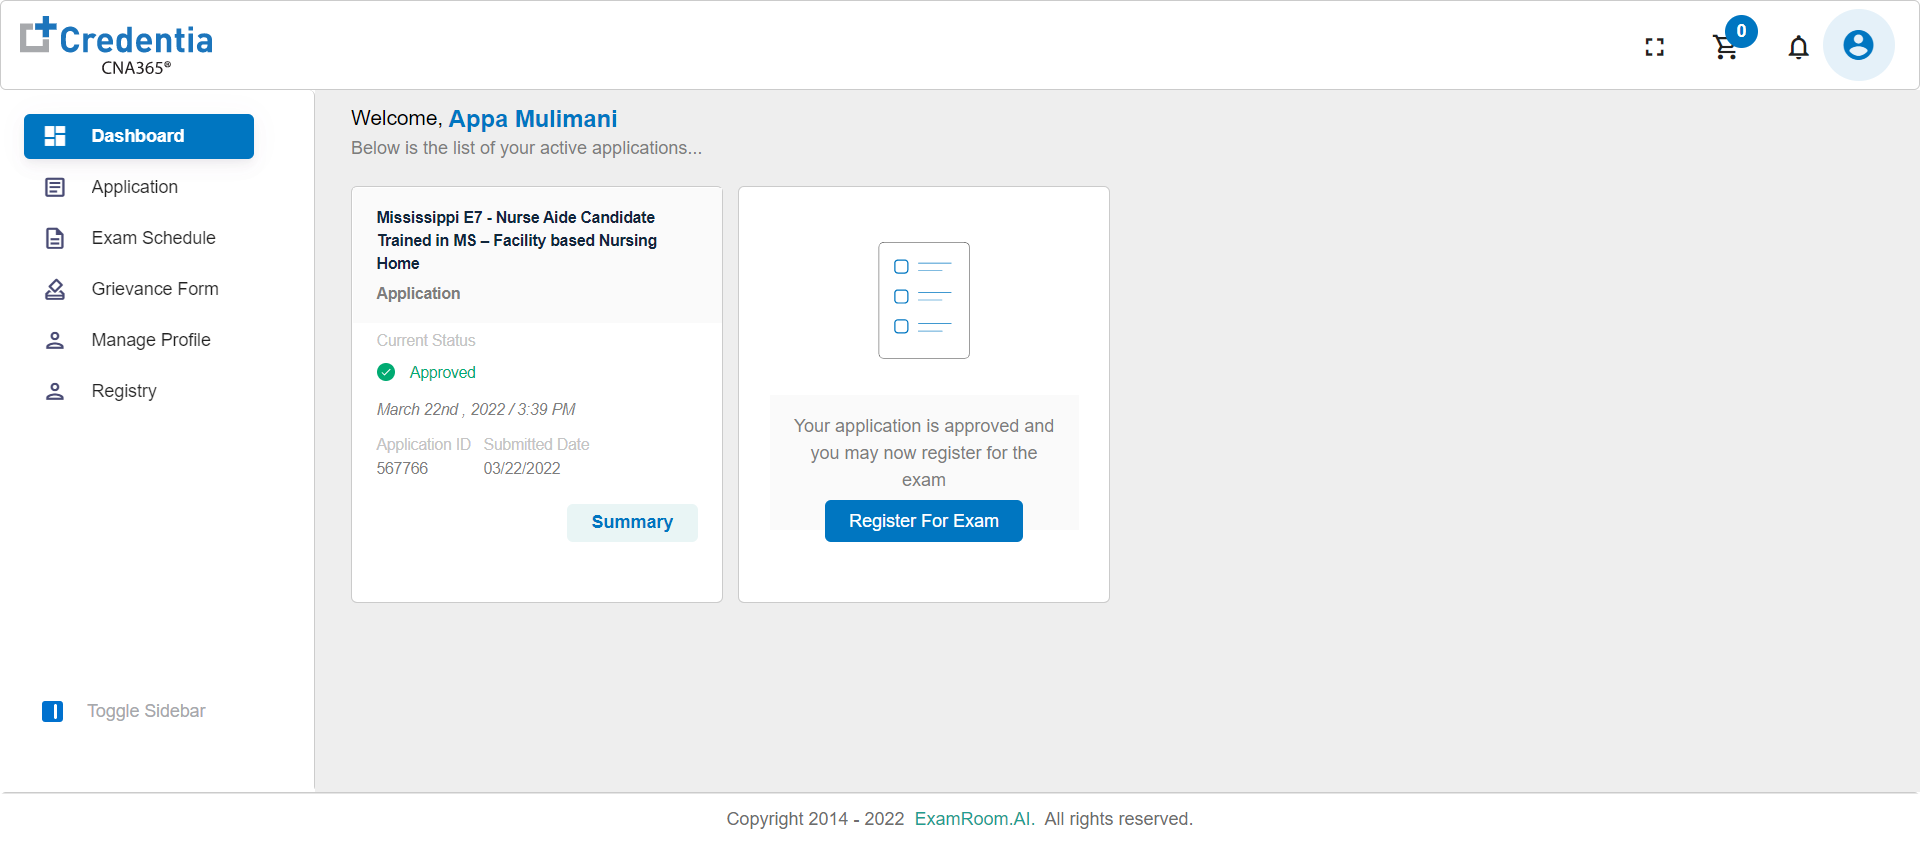 Credentia
CNA365®
0
Dashboard
Application
Exam Schedule
Grievance Form
Manage Profile
Registry
Toggle Sidebar
Welcome, Appa Mulimani
Below is the list of your active applications...
Mississippi E7 - Nurse Aide Candidate
Trained in MS – Facility based Nursing
Home
Application
Current Status
Approved
March 22nd , 2022 / 3:39 PM
Application ID Submitted Date
567766 03/22/2022
Summary
Your application is approved and
you may now register for the
exam
Register For Exam
Copyright 2014 - 2022 ExamRoom.AI. All rights reserved.